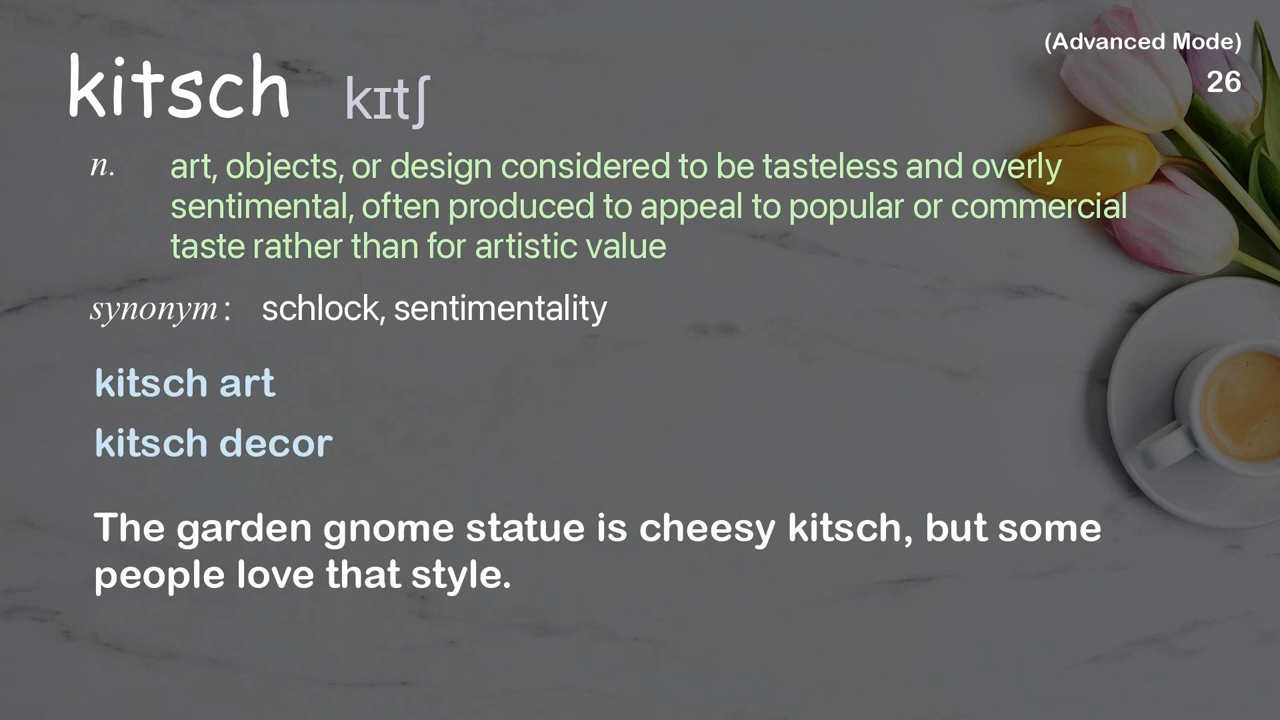 (Advanced Mode)
26
kitsch kɪtʃ
n. art, objects, or design considered to be tasteless and overly
sentimental, often produced to appeal to popular or commercial
taste rather than for artistic value
synonym: schlock, sentimentality
kitsch art
kitsch decor
The garden gnome statue is cheesy kitsch, but some
people love that style.